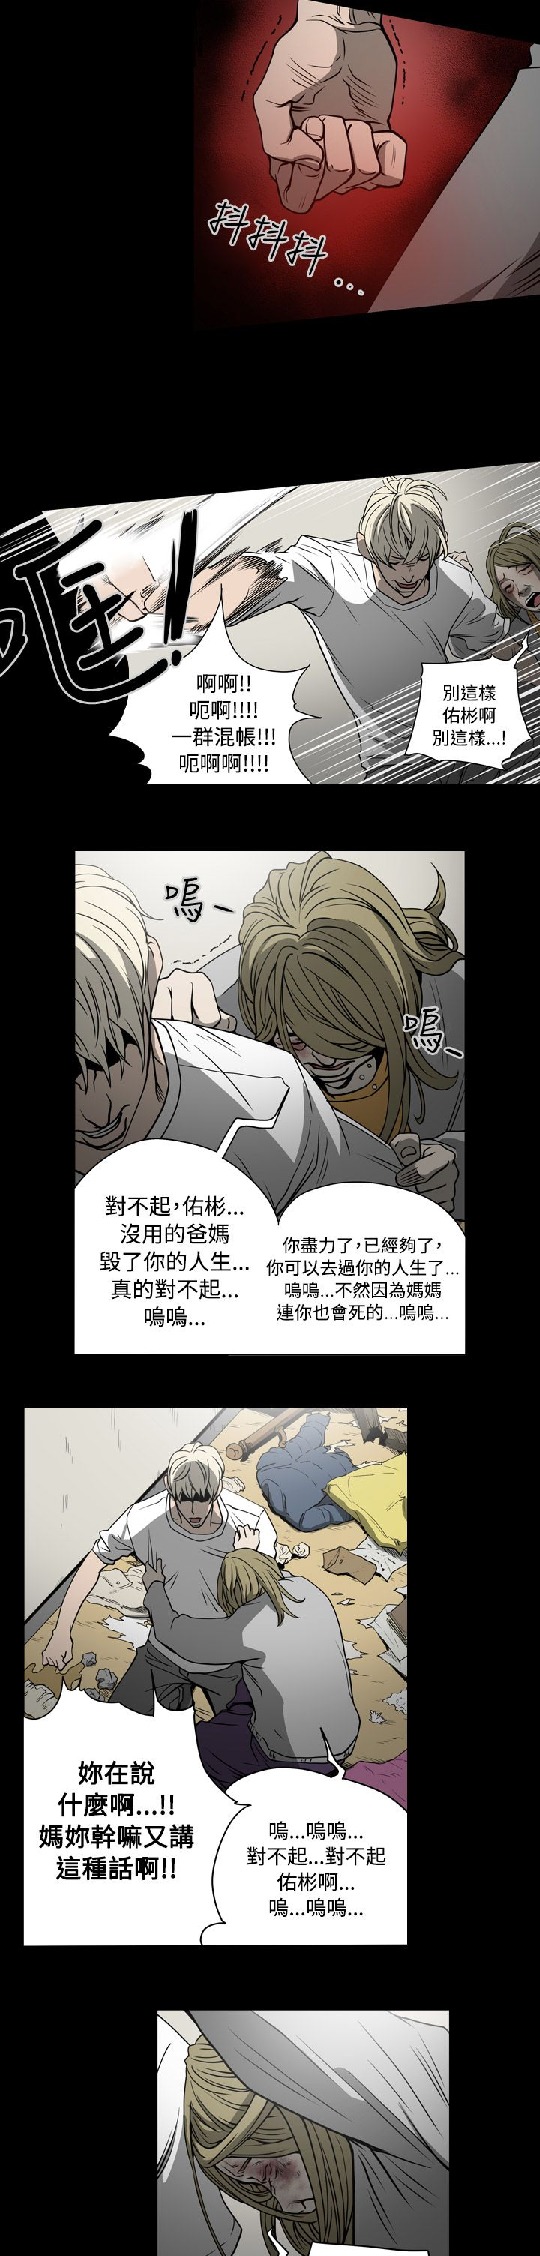 抖抖抖...
呃!
啊啊!!
呃啊!!!!
一群混帳!!!
呃啊啊!!!!
別這樣
佑彬啊
別這樣...!
嗚~
嗚~
對不起，佑彬...
沒用的爸媽
毀了你的人生...
真的對不起...
嗚嗚...
你盡力了，已經夠了，
你可以去過你的人生了...
嗚嗚...不然因為媽媽
連你也會死的...嗚嗚...
妳在說
什麼啊...!!
媽妳幹嘛又講
這種話啊!!
嗚...嗚嗚...
對不起...對不起
佑彬啊...
嗚...嗚嗚...